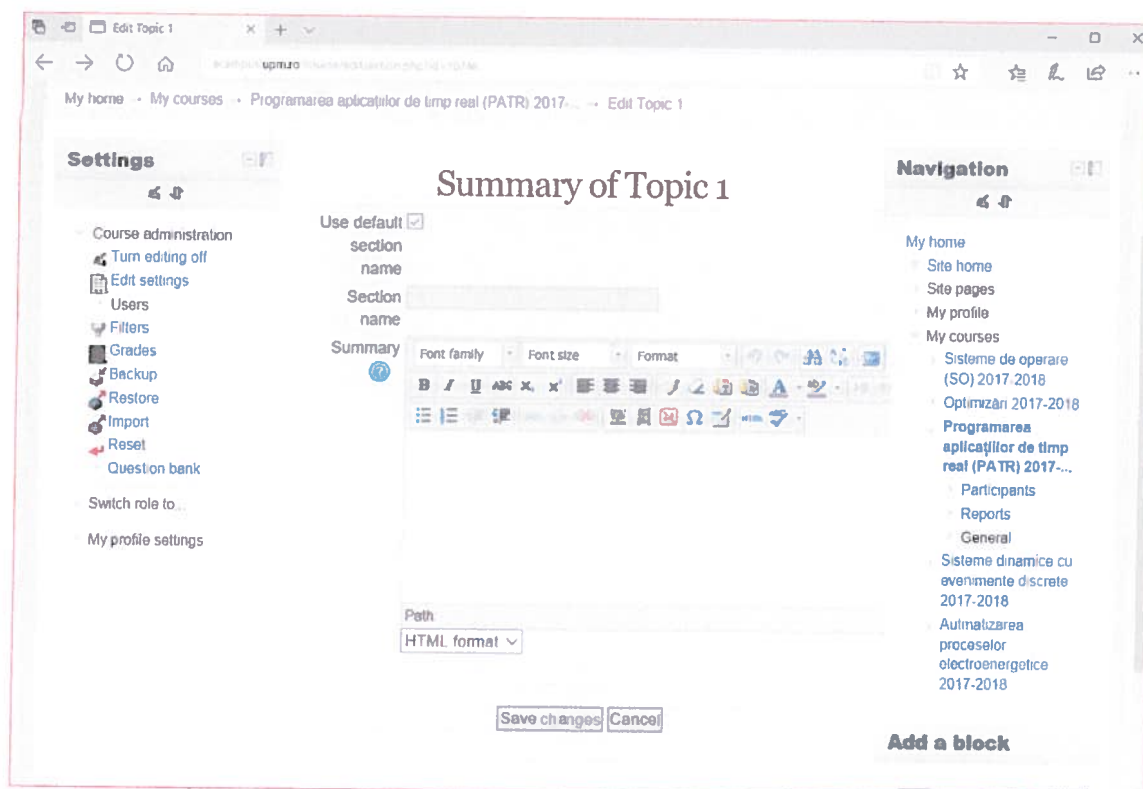 Edit Topic 1
upm.ro
My home
My courses
Programarea aplicațiilor de timp real (PATR) 2017-...
Edit Topic 1
Settings
Course administration
Turn editing off
Edit settings
Users
Filters
Grades
Backup
Restore
Import
Reset
Question bank
Switch role to...
My profile settings
Summary of Topic 1
Use default
section
name
Section
name
Summary
Font family
Font size
Format
B I U ABC X, x'
A
Ω
HTML
Path:
HTML format
Save changes
Cancel
Navigation
My home
Site home
Site pages
My profile
My courses
Sisteme de operare
(SO) 2017-2018
Optimizări 2017-2018
Programarea
aplicațiilor de timp
real (PATR) 2017-...
Participants
Reports
General
Sisteme dinamice cu
evenimente discrete
2017-2018
Autmatizarea
proceselor
electroenergetice
2017-2018
Add a block